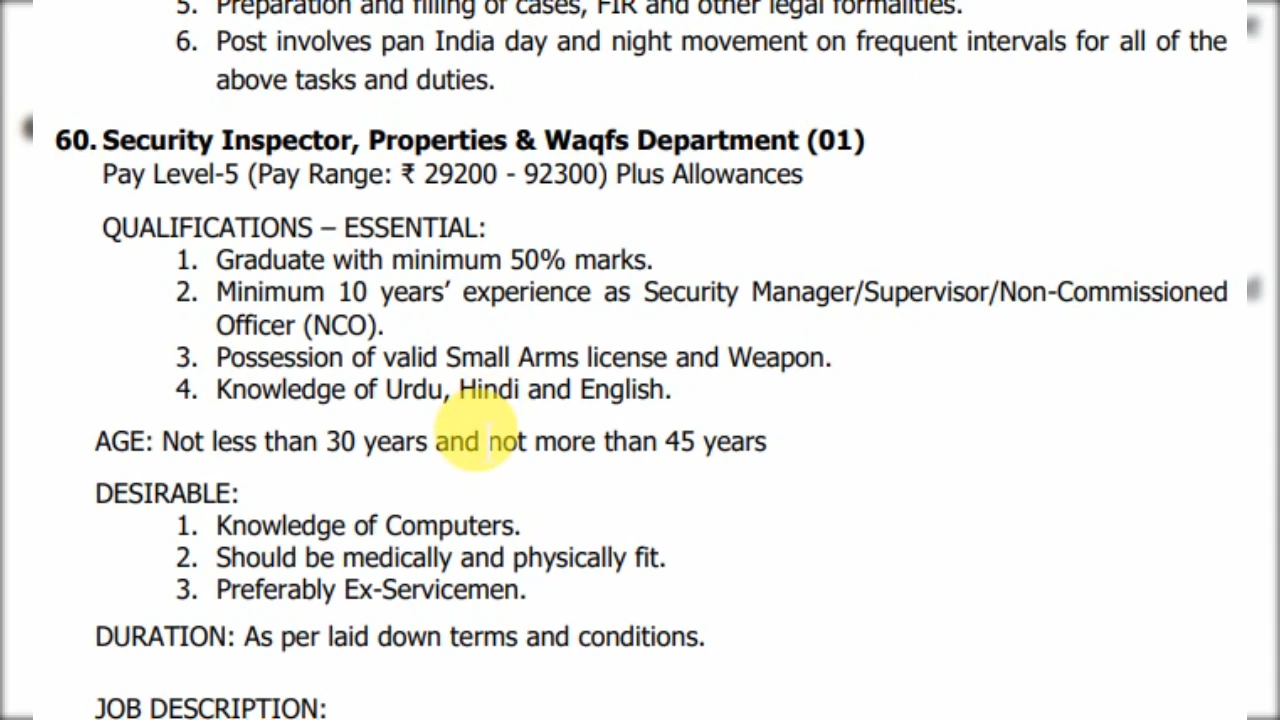 5. Preparation and filling of cases, FIR and other legal formalities.
6. Post involves pan India day and night movement on frequent intervals for all of the
above tasks and duties.
60. Security Inspector, Properties & Waqfs Department (01)
Pay Level-5 (Pay Range: ₹ 29200 - 92300) Plus Allowances
QUALIFICATIONS – ESSENTIAL:
1. Graduate with minimum 50% marks.
2. Minimum 10 years’ experience as Security Manager/Supervisor/Non-Commissioned
Officer (NCO).
3. Possession of valid Small Arms license and Weapon.
4. Knowledge of Urdu, Hindi and English.
AGE: Not less than 30 years and not more than 45 years
DESIRABLE:
1. Knowledge of Computers.
2. Should be medically and physically fit.
3. Preferably Ex-Servicemen.
DURATION: As per laid down terms and conditions.
JOB DESCRIPTION: